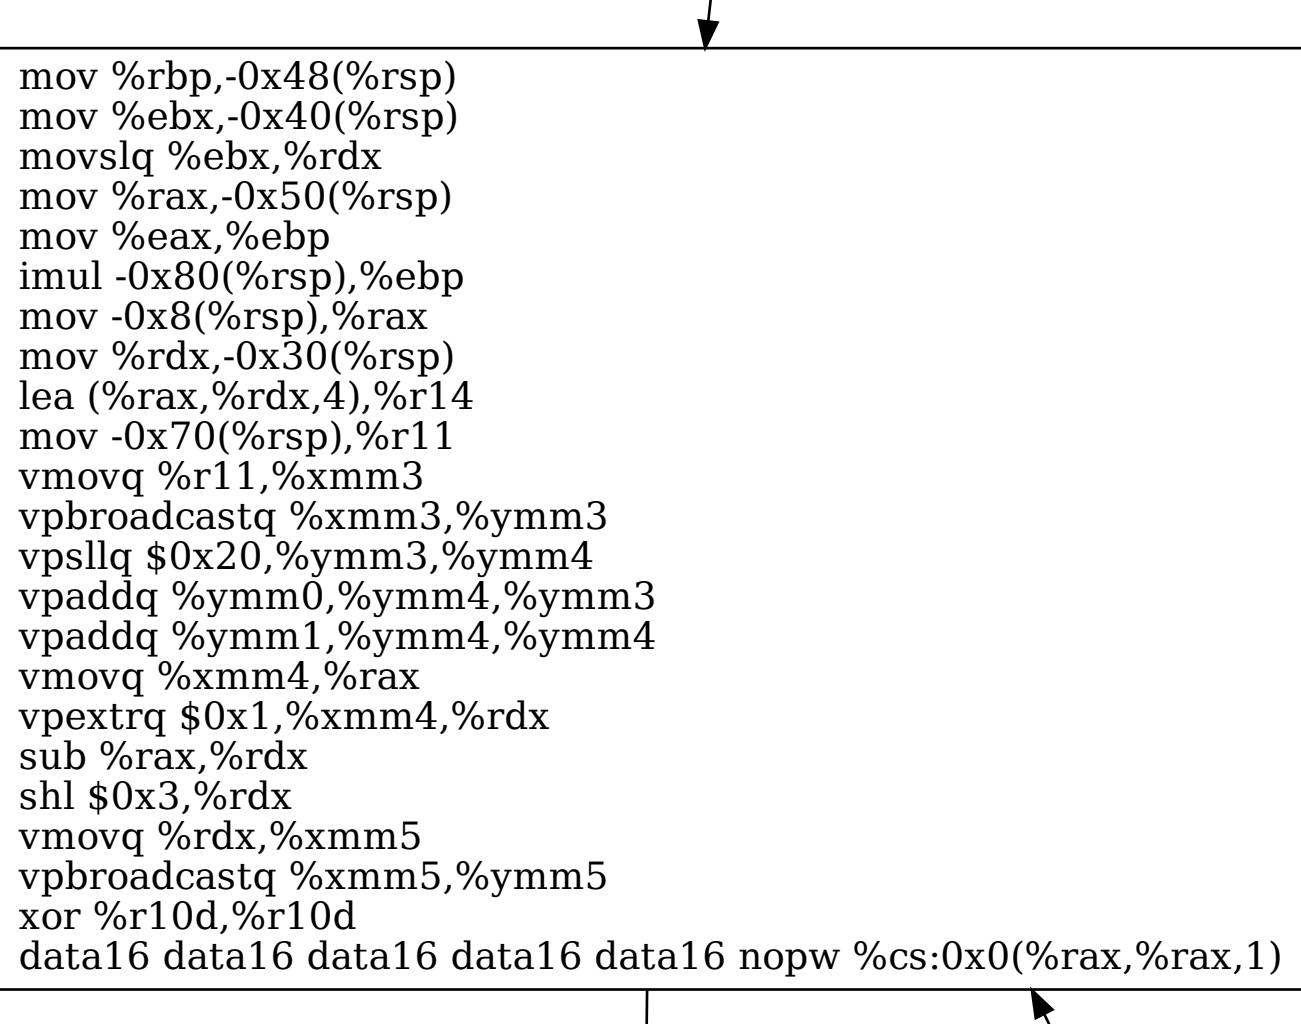 mov %rbp,-0x48(%rsp)
mov %ebx,-0x40(%rsp)
movslq %ebx,%rdx
mov %rax,-0x50(%rsp)
mov %eax,%ebp
imul -0x80(%rsp),%ebp
mov -0x8(%rsp),%rax
mov %rdx,-0x30(%rsp)
lea (%rax,%rdx,4),%r14
mov -0x70(%rsp),%r11
vmovq %r11,%xmm3
vpbroadcastq %xmm3,%ymm3
vpsllq $0x20,%ymm3,%ymm4
vpaddq %ymm0,%ymm4,%ymm3
vpaddq %ymm1,%ymm4,%ymm4
vmovq %xmm4,%rax
vpextrq $0x1,%xmm4,%rdx
sub %rax,%rdx
shl $0x3,%rdx
vmovq %rdx,%xmm5
vpbroadcastq %xmm5,%ymm5
xor %r10d,%r10d
data16 data16 data16 data16 data16 nopw %cs:0x0(%rax,%rax,1)